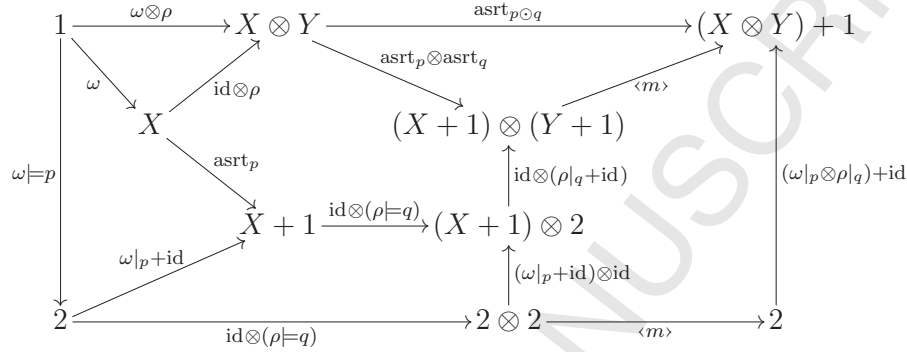 1 ω⊗ρ X ⊗ Y asrt_{p⊙q} (X ⊗ Y) + 1
ω id⊗ρ asrt_p⊗asrt_q ‹m›
X (X + 1) ⊗ (Y + 1)
ω|=p asrt_p id⊗(ρ|_q+id) (ω|_p⊗ρ|_q)+id
X + 1 id⊗(ρ|=q) (X + 1) ⊗ 2
ω|_p+id (ω|_p+id)⊗id
2 id⊗(ρ|=q) 2 ⊗ 2 ‹m› 2
NUSCRI